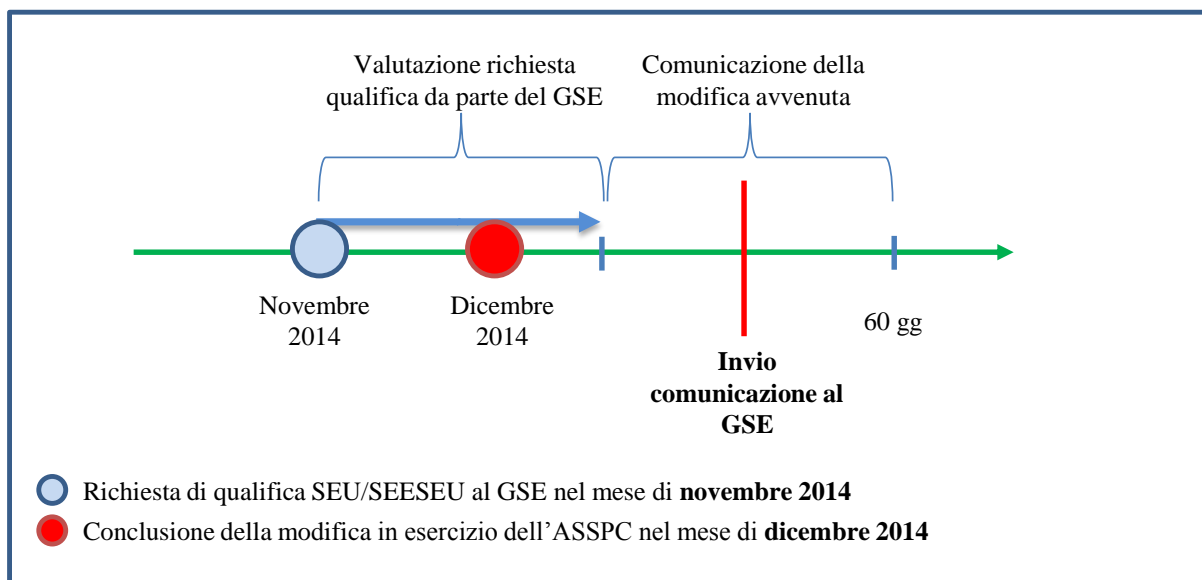 Valutazione richiesta
qualifica da parte del GSE
Comunicazione della
modifica avvenuta
Novembre
2014
Dicembre
2014
60 gg
Invio
comunicazione al
GSE
Richiesta di qualifica SEU/SEESEU al GSE nel mese di novembre 2014
Conclusione della modifica in esercizio dell’ASSPC nel mese di dicembre 2014